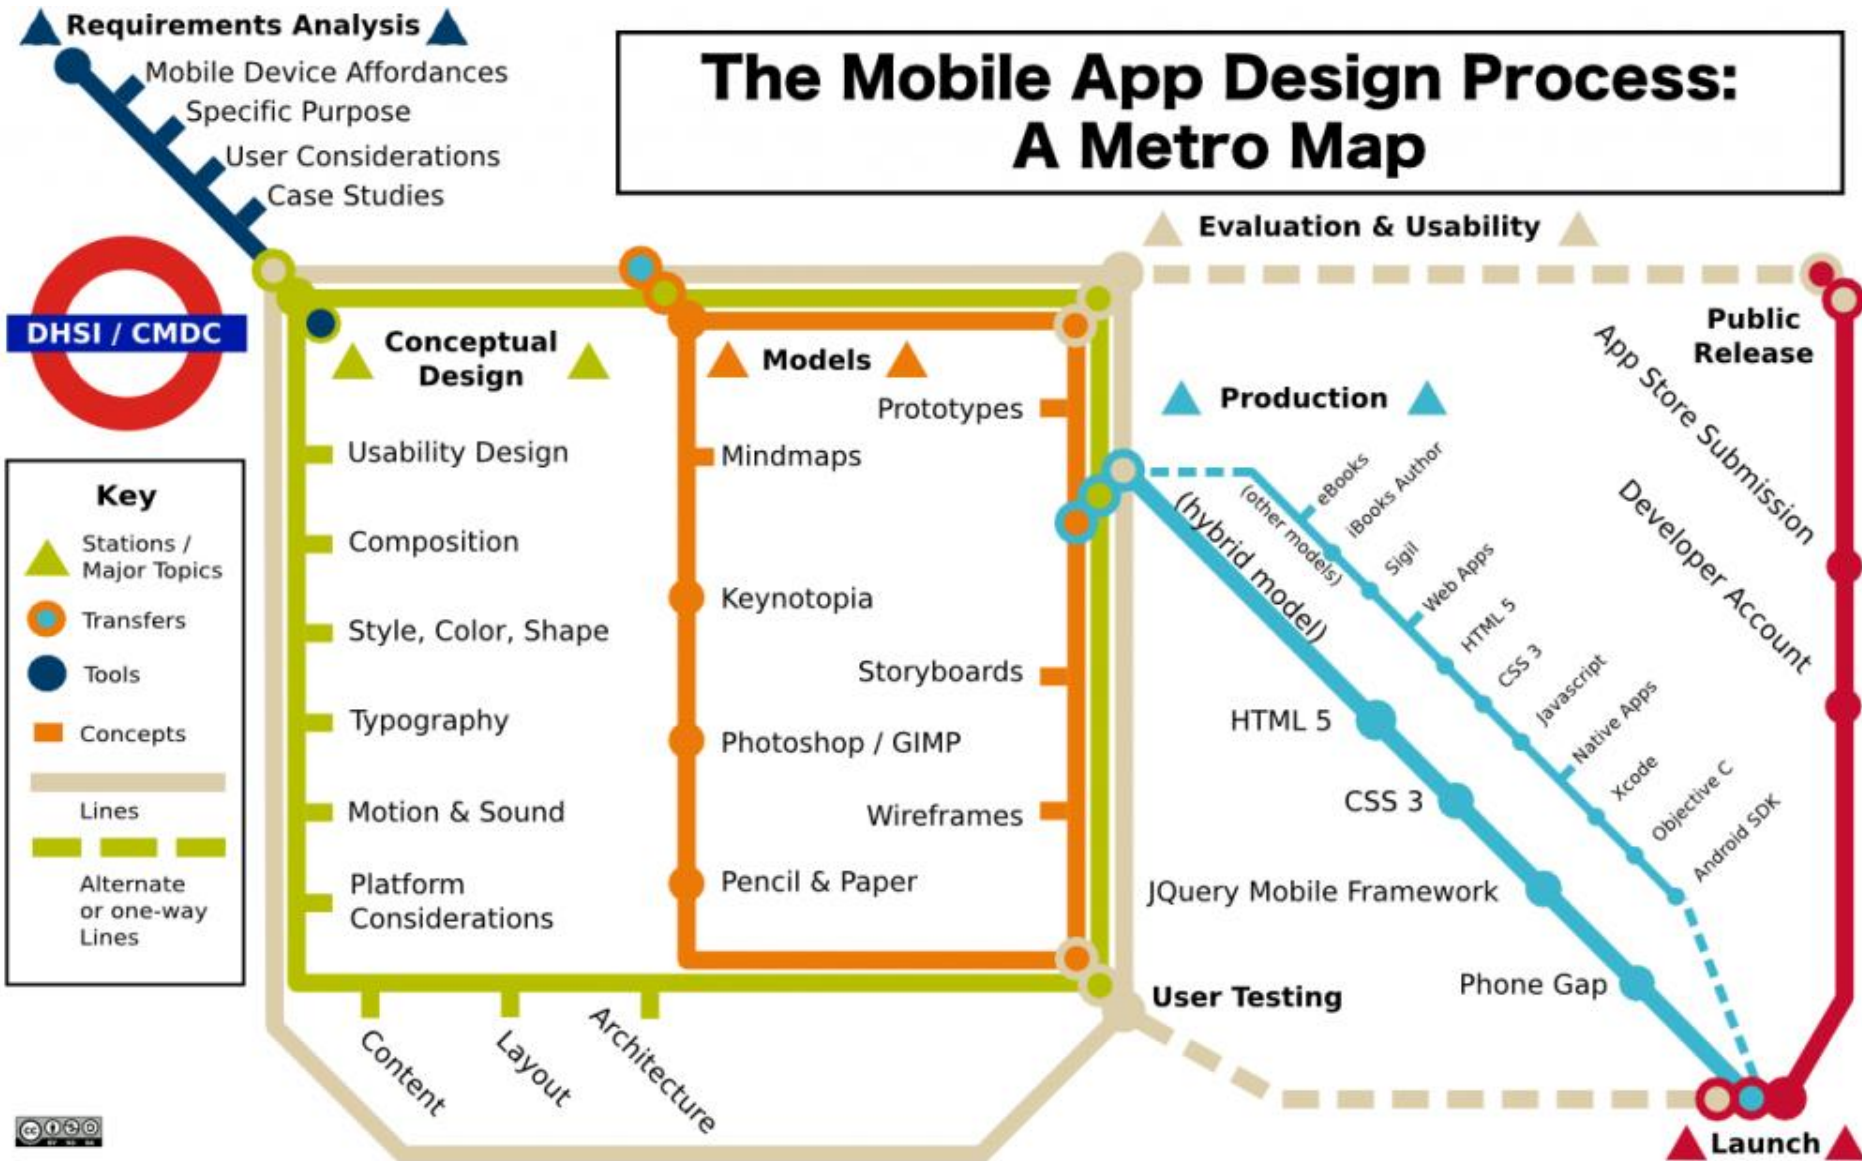 Requirements Analysis
Mobile Device Affordances
Specific Purpose
User Considerations
Case Studies
The Mobile App Design Process:
A Metro Map
Evaluation & Usability
DHSI / CMDC
Key
Stations /
Major Topics
Transfers
Tools
Concepts
Lines
Alternate
or one-way
Lines
Conceptual
Design
Usability Design
Composition
Style, Color, Shape
Typography
Motion & Sound
Platform
Considerations
Content
Layout
Architecture
Models
Prototypes
Mindmaps
Keynotopia
Storyboards
Photoshop / GIMP
Wireframes
Pencil & Paper
Production
(hybrid model)
HTML 5
CSS 3
JQuery Mobile Framework
Phone Gap
(other models)
eBooks
iBooks Author
Sigil
Web Apps
HTML 5
CSS 3
Javascript
Native Apps
Xcode
Objective C
Android SDK
User Testing
Public
Release
App Store Submission
Developer Account
Launch
cc
BY NC SA